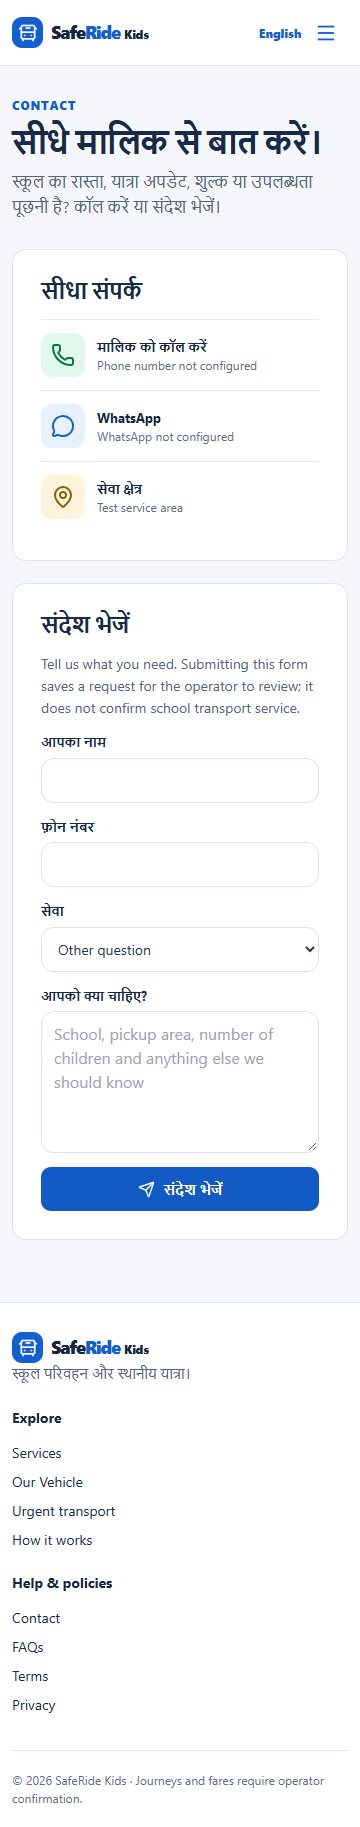 SafeRide Kids
English
CONTACT
सीधे मालिक से बात करें।
स्कूल का रास्ता, यात्रा अपडेट, शुल्क या उपलब्धता
पूछनी है? कॉल करें या संदेश भेजें।
सीधा संपर्क
मालिक को कॉल करें
Phone number not configured
WhatsApp
WhatsApp not configured
सेवा क्षेत्र
Test service area
संदेश भेजें
Tell us what you need. Submitting this form
saves a request for the operator to review; it
does not confirm school transport service.
आपका नाम
फ़ोन नंबर
सेवा
Other question
आपको क्या चाहिए?
School, pickup area, number of
children and anything else we
should know
संदेश भेजें
SafeRide Kids
स्कूल परिवहन और स्थानीय यात्रा।
Explore
Services
Our Vehicle
Urgent transport
How it works
Help & policies
Contact
FAQs
Terms
Privacy
© 2026 SafeRide Kids · Journeys and fares require operator
confirmation.